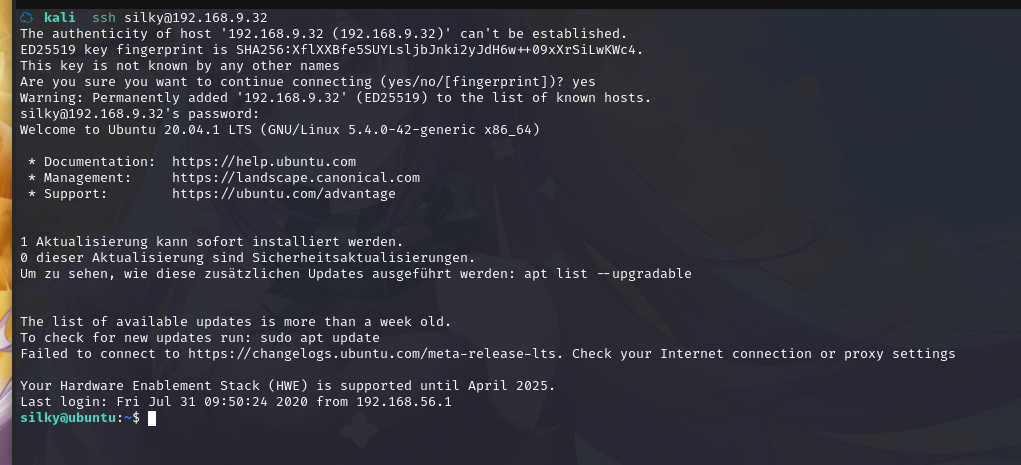 kali ssh silky@192.168.9.32
The authenticity of host '192.168.9.32 (192.168.9.32)' can't be established.
ED25519 key fingerprint is SHA256:XflXXBfe5SUYLsljbJnki2yJdH6w++09xXrSiLwKWc4.
This key is not known by any other names
Are you sure you want to continue connecting (yes/no/[fingerprint])? yes
Warning: Permanently added '192.168.9.32' (ED25519) to the list of known hosts.
silky@192.168.9.32's password:
Welcome to Ubuntu 20.04.1 LTS (GNU/Linux 5.4.0-42-generic x86_64)
* Documentation: https://help.ubuntu.com
* Management: https://landscape.canonical.com
* Support: https://ubuntu.com/advantage
1 Aktualisierung kann sofort installiert werden.
0 dieser Aktualisierung sind Sicherheitsaktualisierungen.
Um zu sehen, wie diese zusätzlichen Updates ausgeführt werden: apt list --upgradable
The list of available updates is more than a week old.
To check for new updates run: sudo apt update
Failed to connect to https://changelogs.ubuntu.com/meta-release-lts. Check your Internet connection or proxy settings
Your Hardware Enablement Stack (HWE) is supported until April 2025.
Last login: Fri Jul 31 09:50:24 2020 from 192.168.56.1
silky@ubuntu:~$